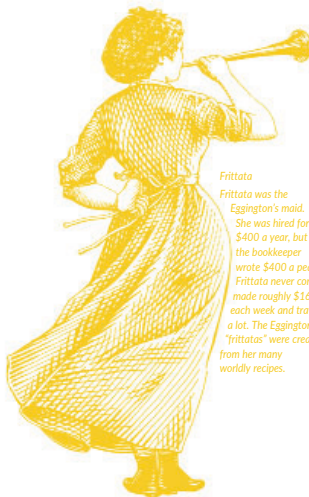 Frittata
Frittata was the
Eggington's maid.
She was hired for
$400 a year, but
the bookkeeper
wrote $400 a
Frittata never
made roughly
each week and
a lot. The
"frittatas" were
from her many
worldly recipes.